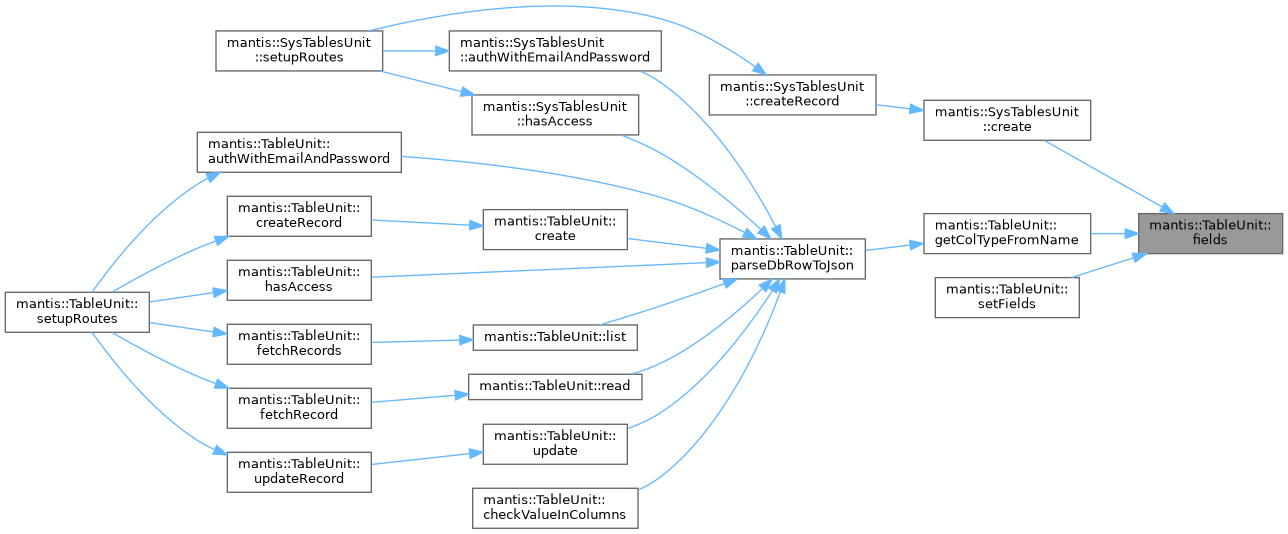 mantis::SysTablesUnit
::setupRoutes
mantis::SysTablesUnit
::authWithEmailAndPassword
mantis::SysTablesUnit
::createRecord
mantis::SysTablesUnit
::hasAccess
mantis::SysTablesUnit
::create
mantis::TableUnit::
authWithEmailAndPassword
mantis::TableUnit::
createRecord
mantis::TableUnit::
create
mantis::TableUnit::
getColTypeFromName
mantis::TableUnit::
fields
mantis::TableUnit::
parseDbRowToJson
mantis::TableUnit::
hasAccess
mantis::TableUnit::
setFields
mantis::TableUnit::
setupRoutes
mantis::TableUnit::
fetchRecords
mantis::TableUnit::list
mantis::TableUnit::read
mantis::TableUnit::
fetchRecord
mantis::TableUnit::
update
mantis::TableUnit::
updateRecord
mantis::TableUnit::
checkValueInColumns